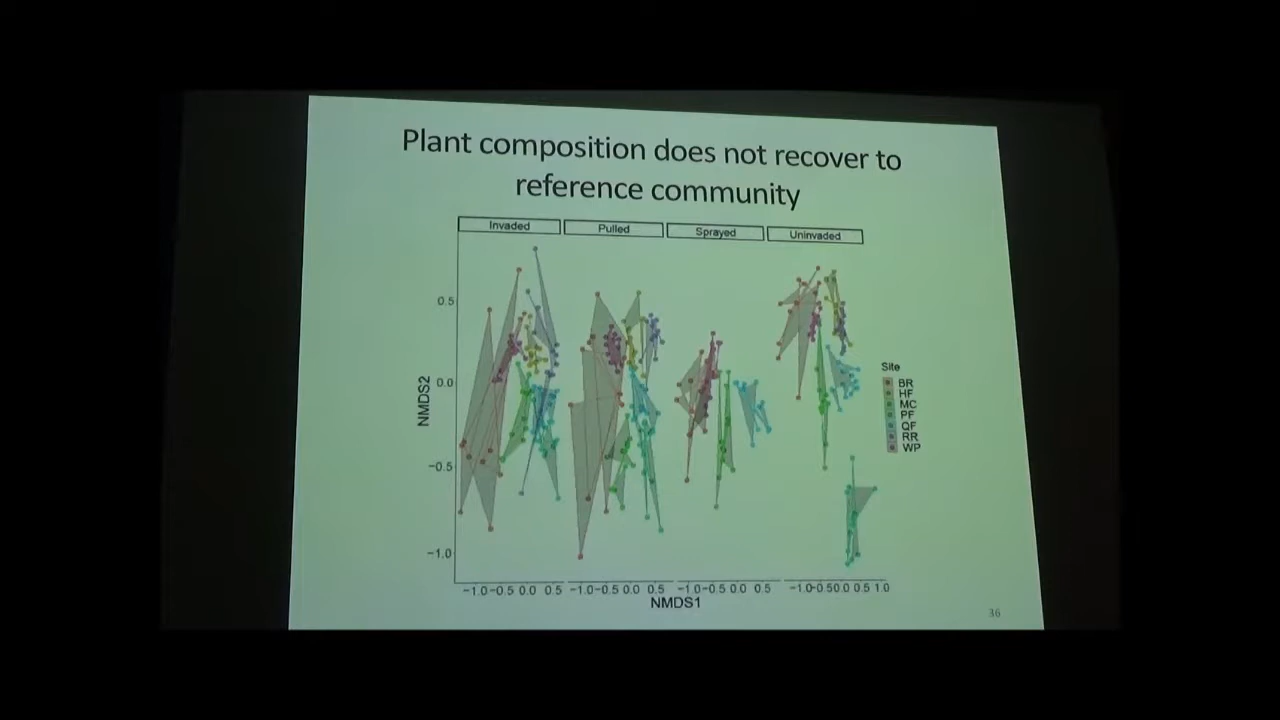 Plant composition does not recover to
reference community
Invaded Pulled Sprayed Uninvaded
0.5
0.0
−0.5
−1.0
NMDS2
−1.0 −0.5 0.0 0.5 −1.0 −0.5 0.0 0.5 −1.0 −0.5 0.0 0.5 −1.0 −0.5 0.0 0.5 1.0
NMDS1
Site
BR
HF
MC
PF
QF
RR
WP
36